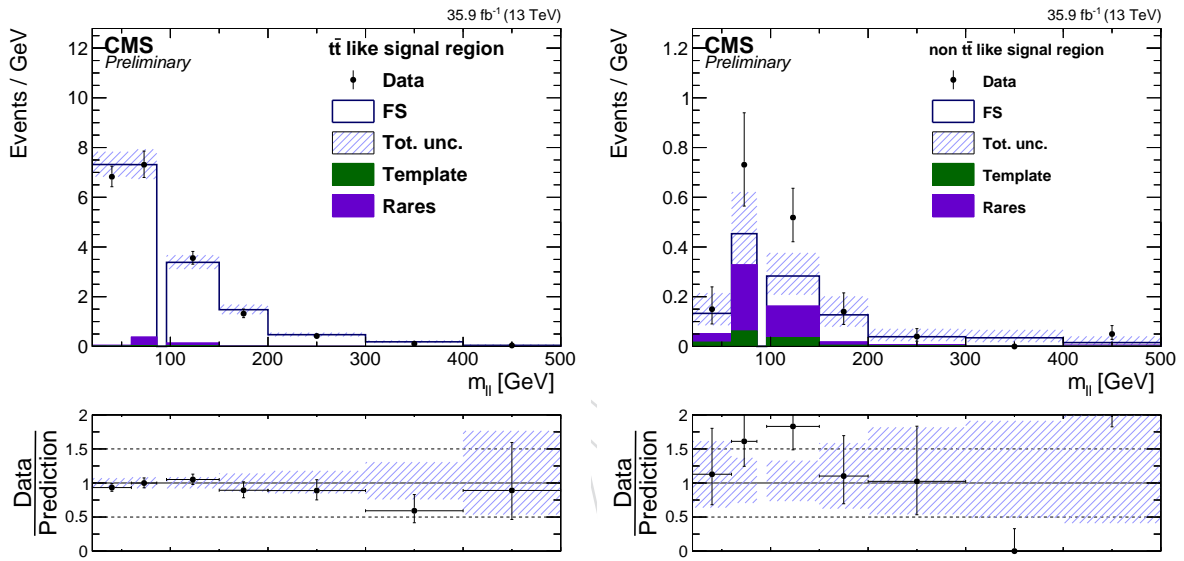 35.9 fb⁻¹ (13 TeV)
CMS
Preliminary
tt̄ like signal region
Data
FS
Tot. unc.
Template
Rares
Events / GeV
12
10
8
6
4
2
0
100 200 300 400 500
m_ll [GeV]
Data
Prediction
2
1.5
1
0.5
0
35.9 fb⁻¹ (13 TeV)
CMS
Preliminary
non tt̄ like signal region
Data
FS
Tot. unc.
Template
Rares
Events / GeV
1.2
1
0.8
0.6
0.4
0.2
0
100 200 300 400 500
m_ll [GeV]
Data
Prediction
2
1.5
1
0.5
0